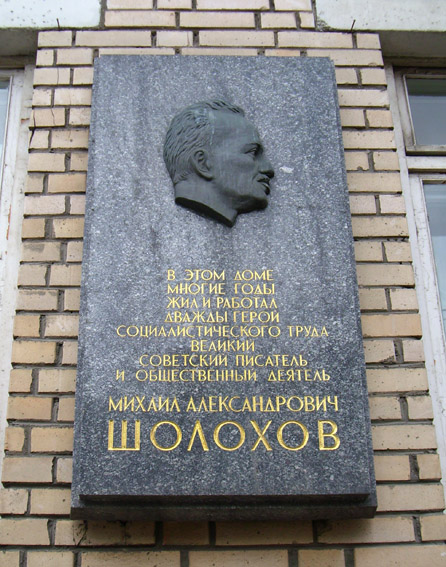 В ЭТОМ ДОМЕ
МНОГИЕ ГОДЫ
ЖИЛ И РАБОТАЛ
ДВАЖДЫ ГЕРОЙ
СОЦИАЛИСТИЧЕСКОГО ТРУДА
ВЕЛИКИЙ
СОВЕТСКИЙ ПИСАТЕЛЬ
И ОБЩЕСТВЕННЫЙ ДЕЯТЕЛЬ
МИХАИЛ АЛЕКСАНДРОВИЧ
ШОЛОХОВ